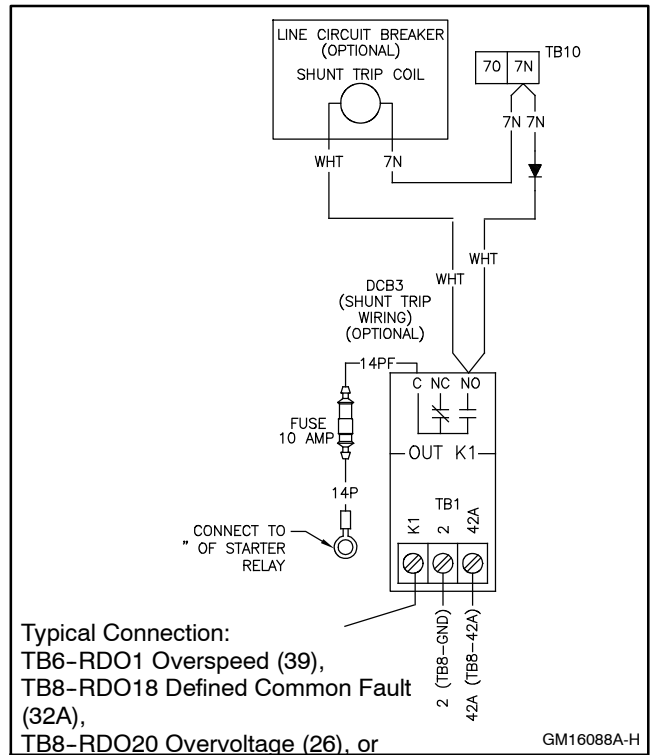 LINE CIRCUIT BREAKER
(OPTIONAL)
SHUNT TRIP COIL
TB10
70 7N
7N 7N
WHT 7N
WHT
WHT
DCB3
(SHUNT TRIP
WIRING)
(OPTIONAL)
14PF
C NC NO
FUSE
10 AMP
OUT K1
14P
TB1
K1 2 42A
CONNECT TO
" OF STARTER
RELAY
2 (TB8-GND)
42A (TB8-42A)
Typical Connection:
TB6-RDO1 Overspeed (39),
TB8-RDO18 Defined Common Fault
(32A),
TB8-RDO20 Overvoltage (26), or
GM16088A-H